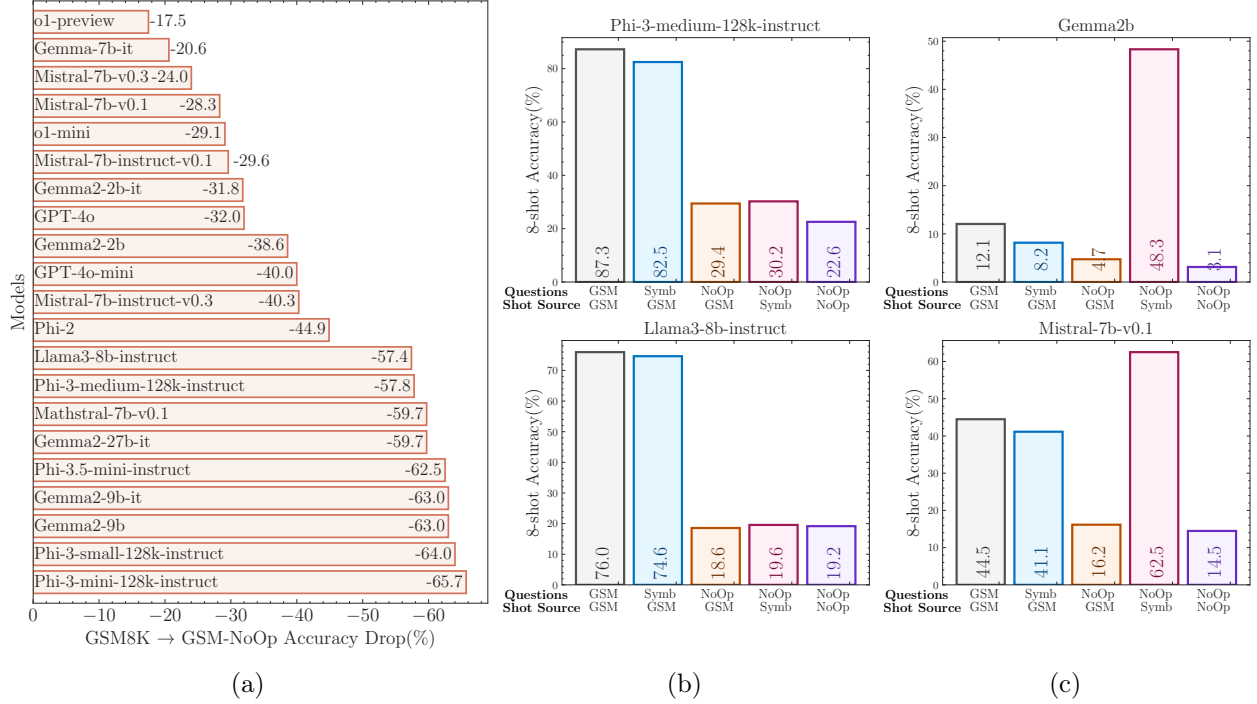 Models
o1-preview -17.5
Gemma-7b-it -20.6
Mistral-7b-v0.3 -24.0
Mistral-7b-v0.1 -28.3
o1-mini -29.1
Mistral-7b-instruct-v0.1 -29.6
Gemma2-2b-it -31.8
GPT-4o -32.0
Gemma2-2b -38.6
GPT-4o-mini -40.0
Mistral-7b-instruct-v0.3 -40.3
Phi-2 -44.9
Llama3-8b-instruct -57.4
Phi-3-medium-128k-instruct -57.8
Mathstral-7b-v0.1 -59.7
Gemma2-27b-it -59.7
Phi-3.5-mini-instruct -62.5
Gemma2-9b-it -63.0
Gemma2-9b -63.0
Phi-3-small-128k-instruct -64.0
Phi-3-mini-128k-instruct -65.7
0 −10 −20 −30 −40 −50 −60
GSM8K → GSM-NoOp Accuracy Drop(%)
(a)
Phi-3-medium-128k-instruct
8-shot Accuracy(%)
80
60
40
20
0
87.3 82.5 29.4 30.2 22.6
Questions GSM Symb NoOp NoOp NoOp
Shot Source GSM GSM GSM Symb NoOp
Llama3-8b-instruct
8-shot Accuracy(%)
70
60
50
40
30
20
10
0
76.0 74.6 18.6 19.6 19.2
Questions GSM Symb NoOp NoOp NoOp
Shot Source GSM GSM GSM Symb NoOp
(b)
Gemma2b
8-shot Accuracy(%)
50
40
30
20
10
0
12.1 8.2 4.7 48.3 3.1
Questions GSM Symb NoOp NoOp NoOp
Shot Source GSM GSM GSM Symb NoOp
Mistral-7b-v0.1
8-shot Accuracy(%)
60
50
40
30
20
10
0
44.5 41.1 16.2 62.5 14.5
Questions GSM Symb NoOp NoOp NoOp
Shot Source GSM GSM GSM Symb NoOp
(c)